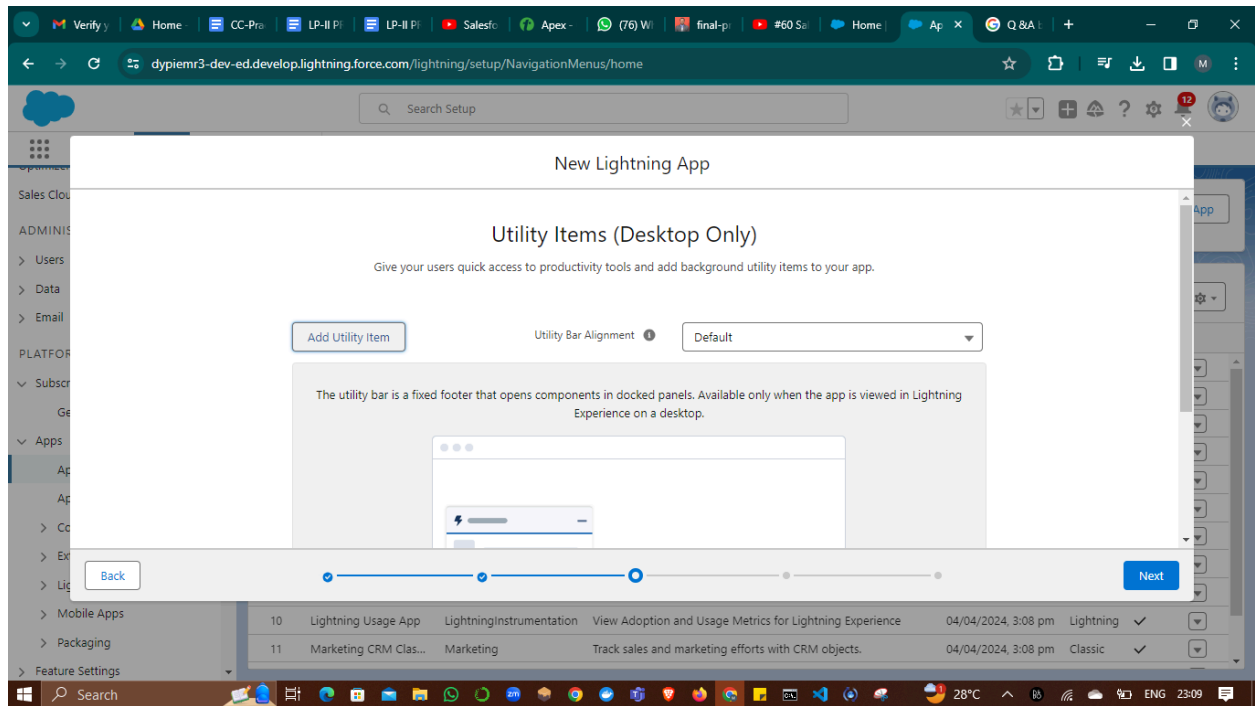 Verify y
Home -
CC-Pra
LP-II PF
LP-II PF
Salesfo
Apex -
(76) W
final-pr
#60 Sal
Home |
Ap
Q &A
dypiemr3-dev-ed.develop.lightning.force.com/lightning/setup/NavigationMenus/home
M
Search Setup
12
New Lightning App
Sales Clou
App
ADMINIS
Users
Data
Email
PLATFOR
Subscr
Ge
Apps
Ap
Ap
Co
Ex
Lig
Mobile Apps
Packaging
Feature Settings
Utility Items (Desktop Only)
Give your users quick access to productivity tools and add background utility items to your app.
Add Utility Item
Utility Bar Alignment
Default
The utility bar is a fixed footer that opens components in docked panels. Available only when the app is viewed in Lightning
Experience on a desktop.
Back
Next
10 Lightning Usage App LightningInstrumentation View Adoption and Usage Metrics for Lightning Experience 04/04/2024, 3:08 pm Lightning
11 Marketing CRM Clas... Marketing Track sales and marketing efforts with CRM objects. 04/04/2024, 3:08 pm Classic
Search
28°C
ENG
23:09